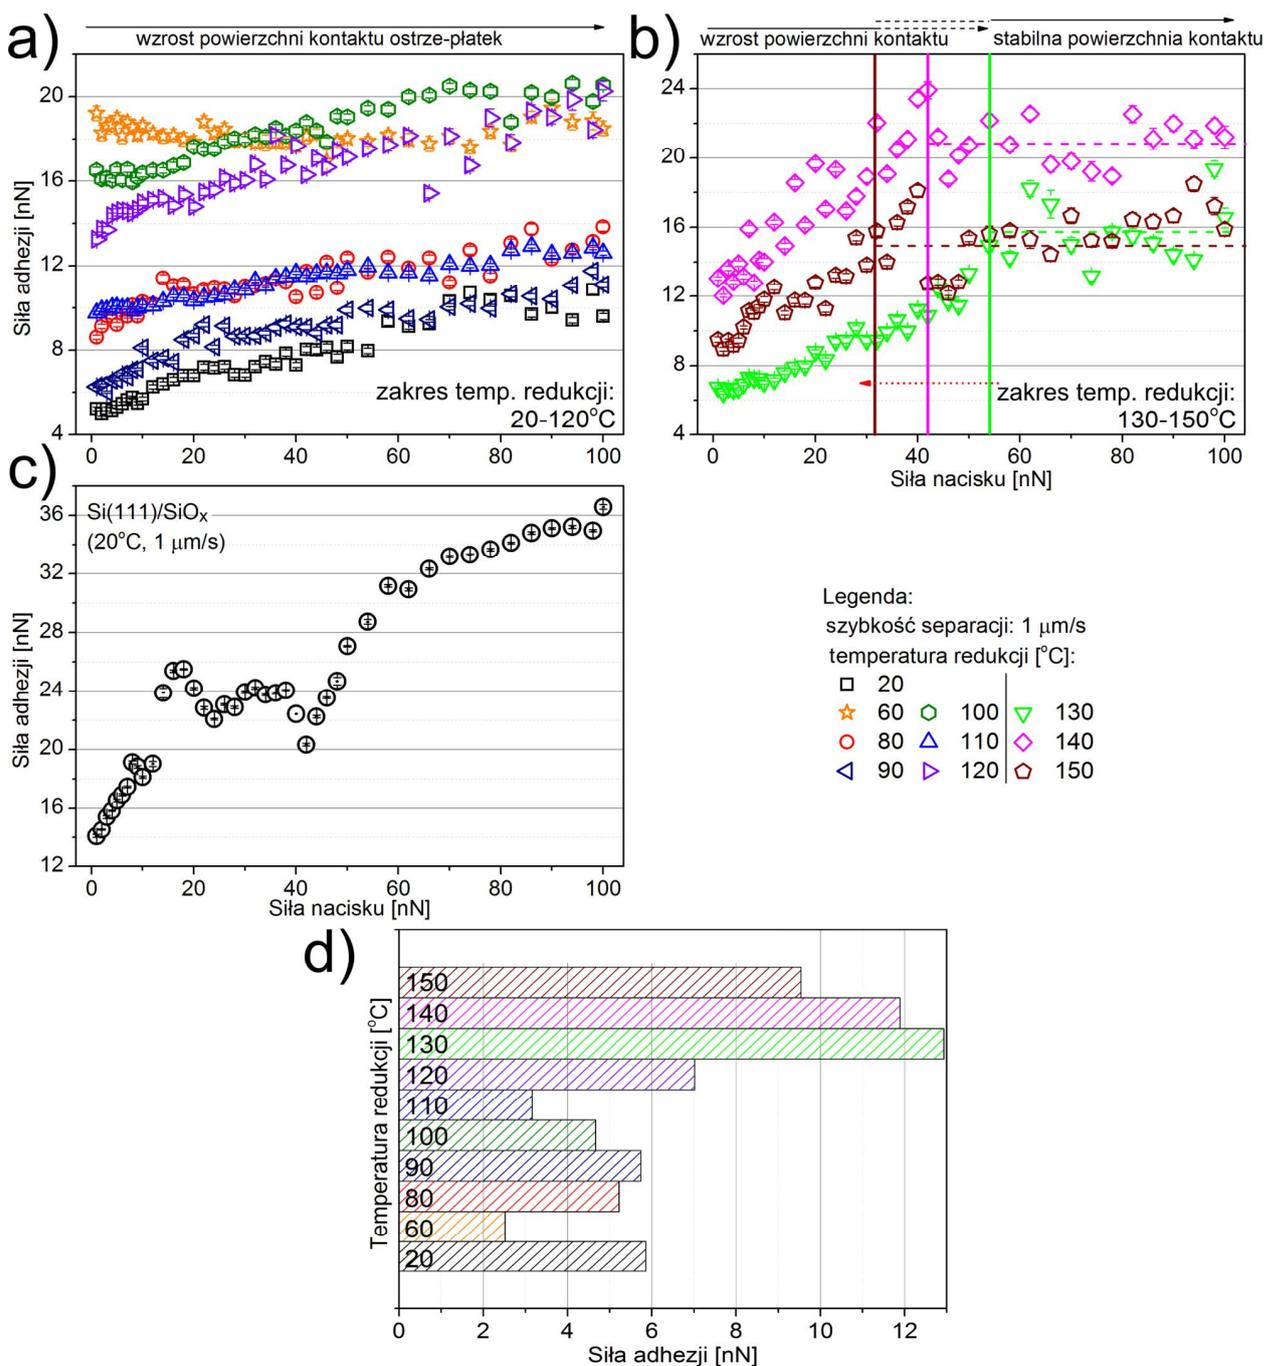 a)
wzrost powierzchni kontaktu ostrze-płatek
Siła adhezji [nN]
20
16
12
8
4
0 20 40 60 80 100
zakres temp. redukcji:
20-120°C
b)
wzrost powierzchni kontaktu
stabilna powierzchnia kontaktu
24
20
16
12
8
4
0 20 40 60 80 100
Siła nacisku [nN]
zakres temp. redukcji:
130-150°C
c)
Si(111)/SiOₓ
(20°C, 1 μm/s)
Siła adhezji [nN]
36
32
28
24
20
16
12
0 20 40 60 80 100
Siła nacisku [nN]
Legenda:
szybkość separacji: 1 μm/s
temperatura redukcji [°C]:
20
60 100 130
80 110 140
90 120 150
d)
Temperatura redukcji [°C]
150
140
130
120
110
100
90
80
60
20
0 2 4 6 8 10 12
Siła adhezji [nN]